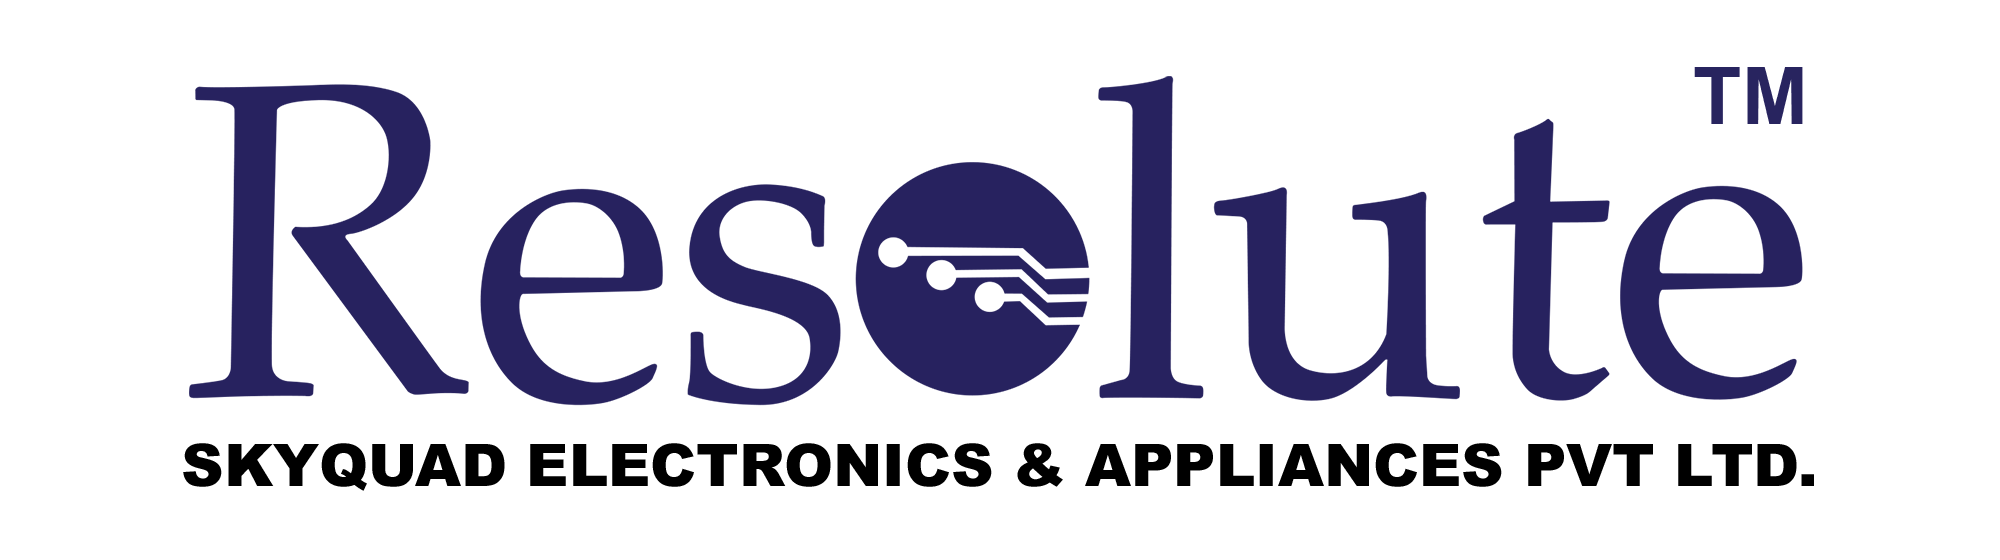 Resolute™
SKYQUAD ELECTRONICS & APPLIANCES PVT LTD.